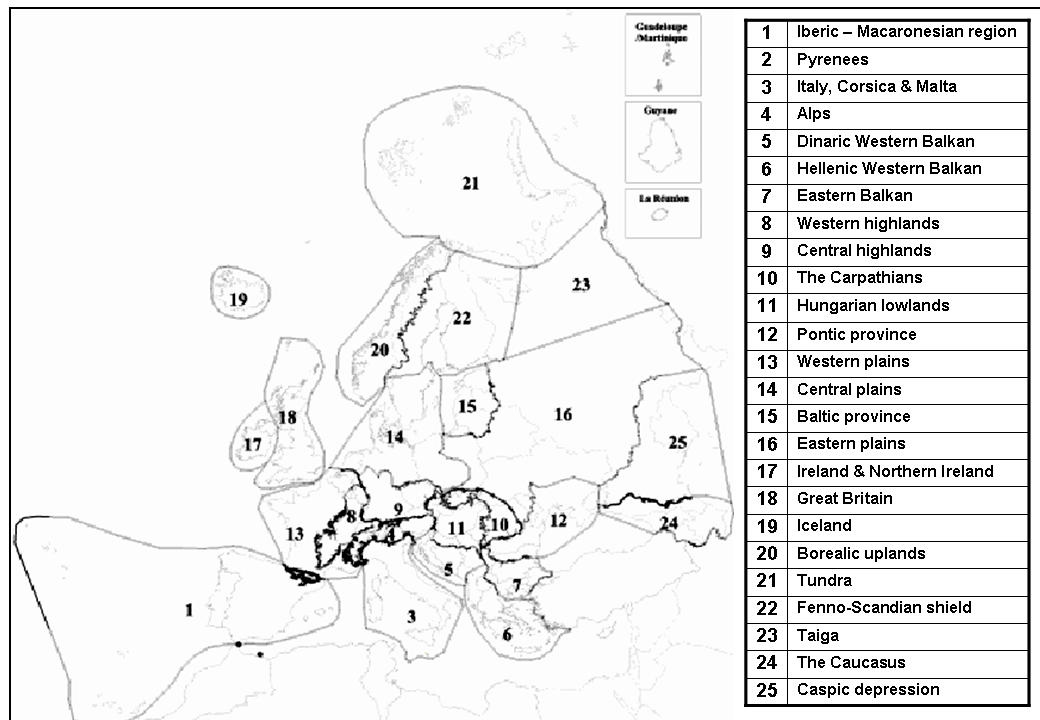 Guadeloupe
/Martinique
Guyane
La Réunion
21
23
19
22
20
15
16
18
14
17
25
9
8
13
11
10
12
24
4
5
7
1
3
6
1 Iberic – Macaronesian region
2 Pyrenees
3 Italy, Corsica & Malta
4 Alps
5 Dinaric Western Balkan
6 Hellenic Western Balkan
7 Eastern Balkan
8 Western highlands
9 Central highlands
10 The Carpathians
11 Hungarian lowlands
12 Pontic province
13 Western plains
14 Central plains
15 Baltic province
16 Eastern plains
17 Ireland & Northern Ireland
18 Great Britain
19 Iceland
20 Borealic uplands
21 Tundra
22 Fenno-Scandian shield
23 Taiga
24 The Caucasus
25 Caspic depression